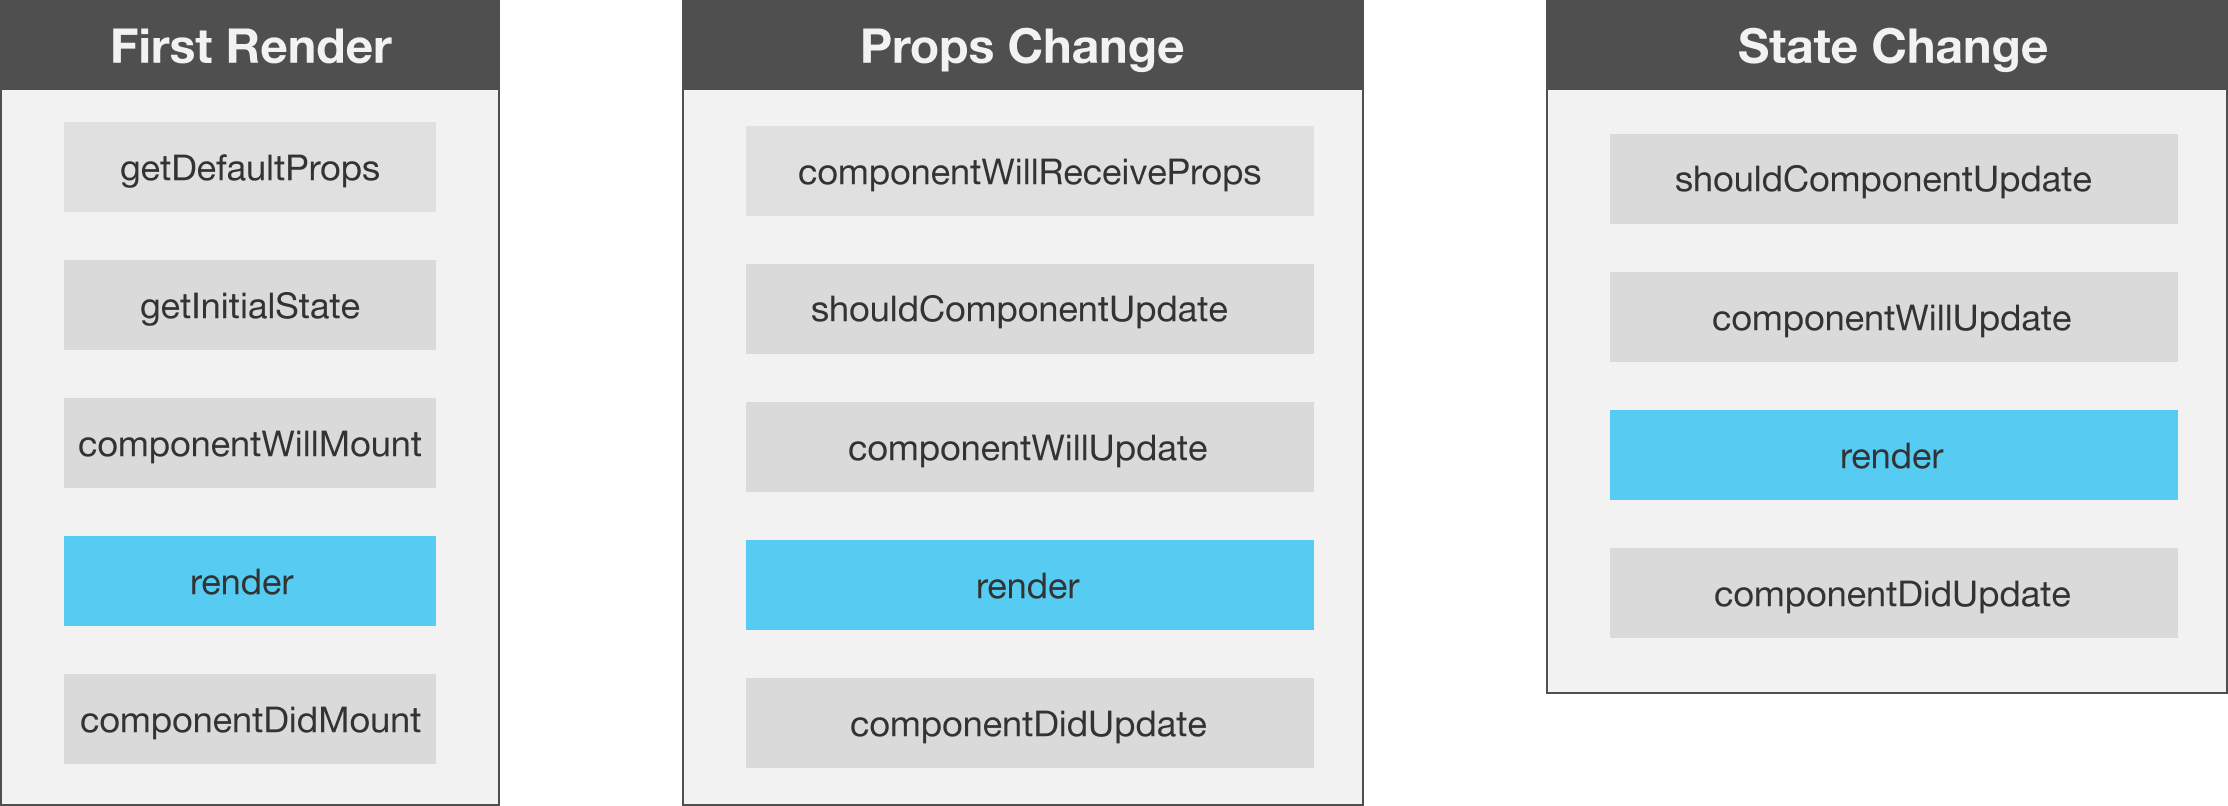 First Render
getDefaultProps
getInitialState
componentWillMount
render
componentDidMount
Props Change
componentWillReceiveProps
shouldComponentUpdate
componentWillUpdate
render
componentDidUpdate
State Change
shouldComponentUpdate
componentWillUpdate
render
componentDidUpdate